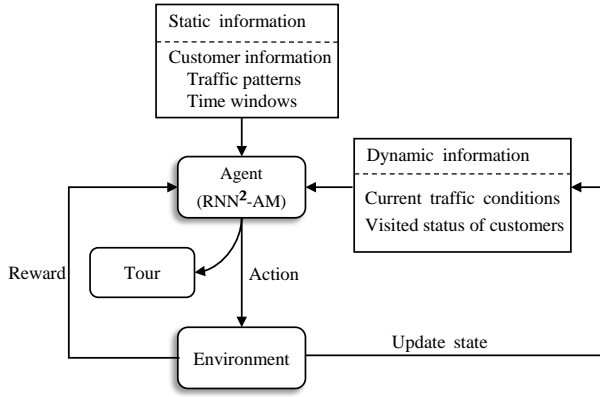 Static information
Customer information
Traffic patterns
Time windows
Agent
(RNN²-AM)
Dynamic information
Current traffic conditions
Visited status of customers
Reward
Tour
Action
Environment
Update state